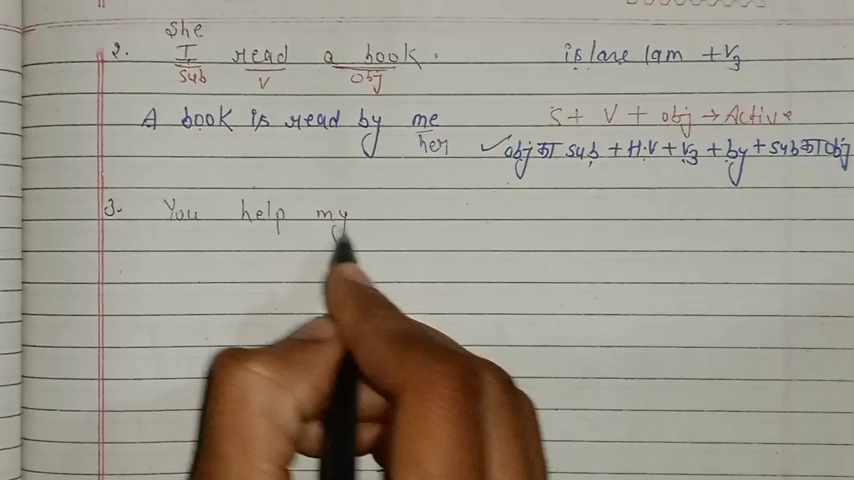 She
2. I read a book. is/are/am + V3
Sub V Obj
A book is read by me S + V + obj → Active
her ✓obj का sub + H.V + V3 + by + sub का obj
3. You help my